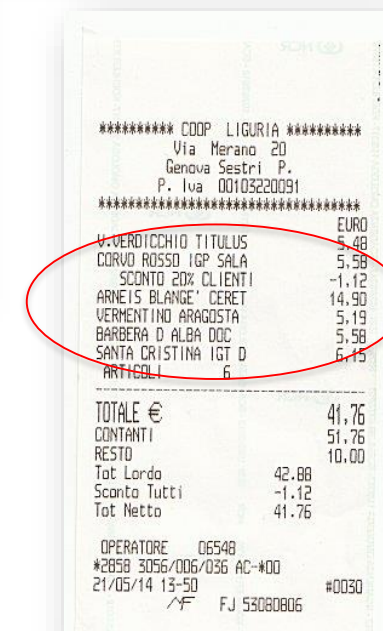 ********** COOP LIGURIA **********
Via Merano 20
Genova Sestri P.
P. Iva 00103220091
**********************************
EURO
V.VERDICCHIO TITULUS 5,48
CORVO ROSSO IGP SALA 5,58
SCONTO 20% CLIENTI -1,12
ARNEIS BLANGE' CERET 14,90
VERMENTINO ARAGOSTA 5,19
BARBERA D ALBA DOC 5,58
SANTA CRISTINA IGT D 6,15
ARTICOLI 6
TOTALE € 41,76
CONTANTI 51,76
RESTO 10,00
Tot Lordo 42.88
Sconto Tutti -1.12
Tot Netto 41.76
OPERATORE 06548
*2858 3056/006/036 AC-*00
21/05/14 13-50 #0030
MF FJ 53080806